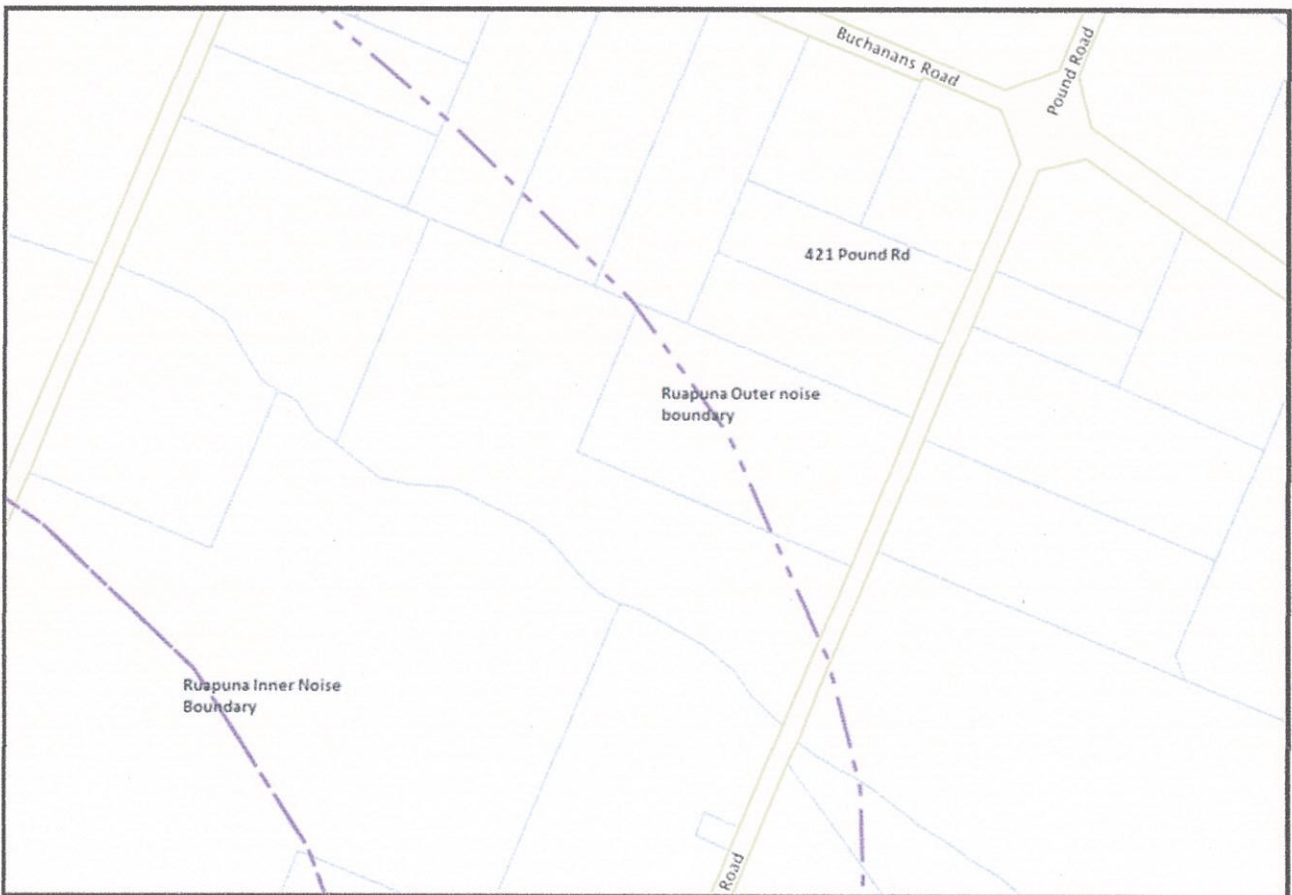 Buchanans Road
Pound Road
421 Pound Rd
Ruapuna Outer noise
boundary
Ruapuna Inner Noise
Boundary
Road